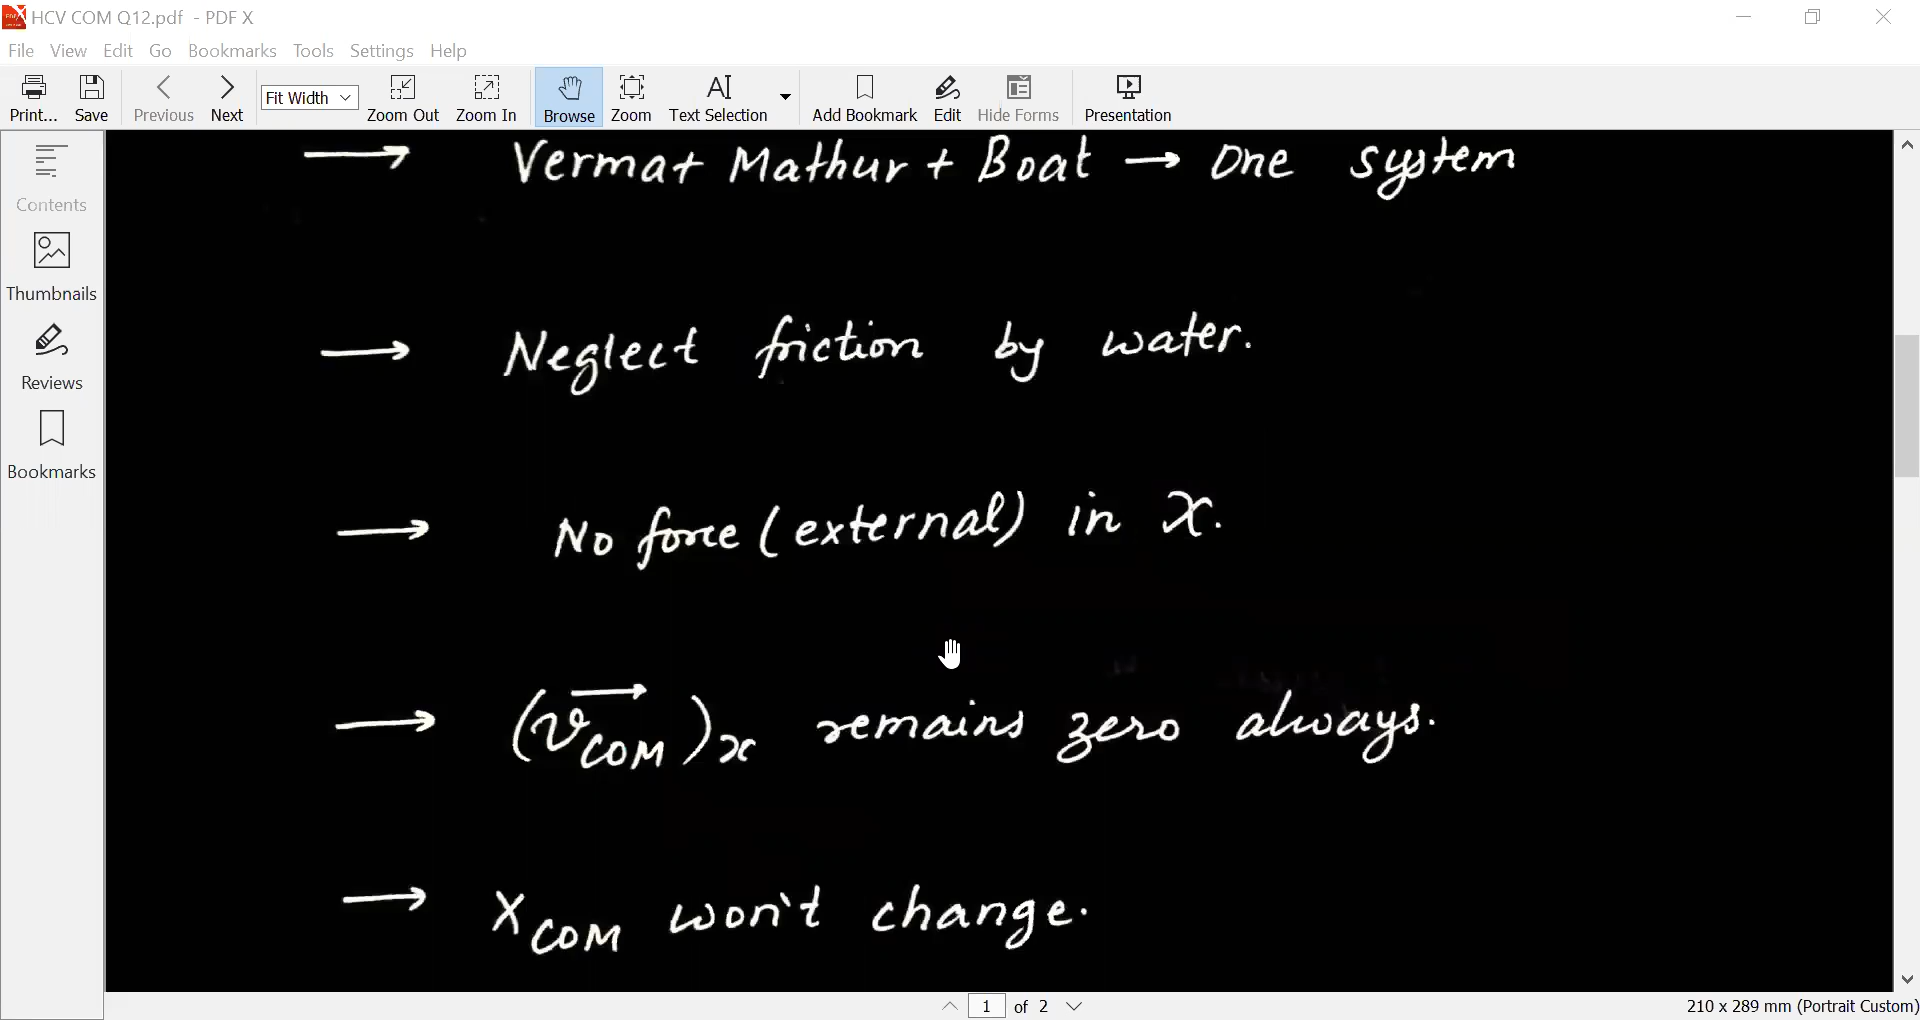 HCV COM Q12.pdf - PDF X
File View Edit Go Bookmarks Tools Settings Help
Print... Save Previous Next Fit Width Zoom Out Zoom In Browse Zoom Text Selection Add Bookmark Edit Hide Forms Presentation
Contents
Thumbnails
Reviews
Bookmarks
→ Verma + Mathur + Boat → One system
→ Neglect friction by water.
→ No force (external) in x.
→ (v⃗COM)x remains zero always.
→ XCOM won't change.
1 of 2
210 x 289 mm (Portrait Custom)